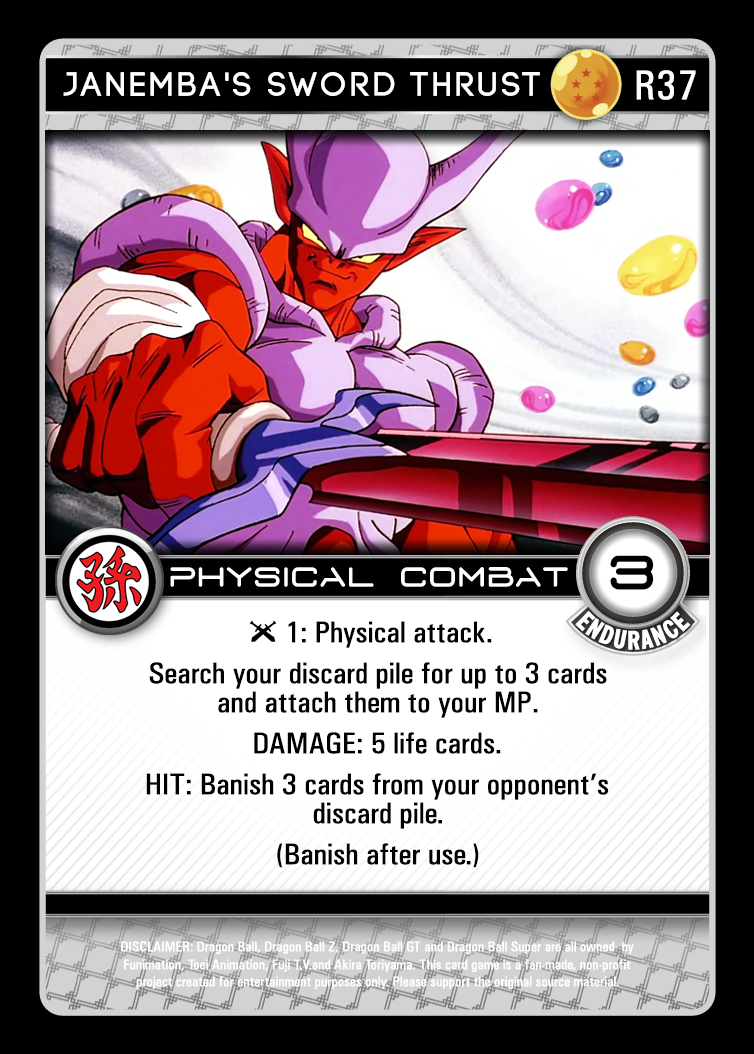 JANEMBA'S SWORD THRUST R37
孫 PHYSICAL COMBAT 3
ENDURANCE
1: Physical attack.
Search your discard pile for up to 3 cards
and attach them to your MP.
DAMAGE: 5 life cards.
HIT: Banish 3 cards from your opponent's
discard pile.
(Banish after use.)
DISCLAIMER: Dragon Ball, Dragon Ball Z, Dragon Ball GT and Dragon Ball Super are all owned by
Funimation, Toei Animation, Fuji T.V.and Akira Toriyama. This card game is a fan-made, non-profit
project created for entertainment purposes only. Please support the original source material.